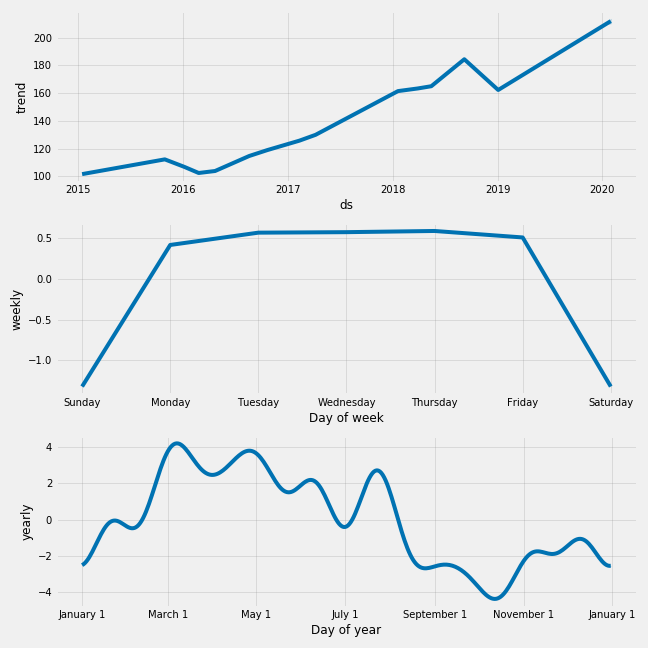 trend
200
180
160
140
120
100
2015 2016 2017 2018 2019 2020
ds
weekly
0.5
0.0
−0.5
−1.0
Sunday Monday Tuesday Wednesday Thursday Friday Saturday
Day of week
yearly
4
2
0
−2
−4
January 1 March 1 May 1 July 1 September 1 November 1 January 1
Day of year